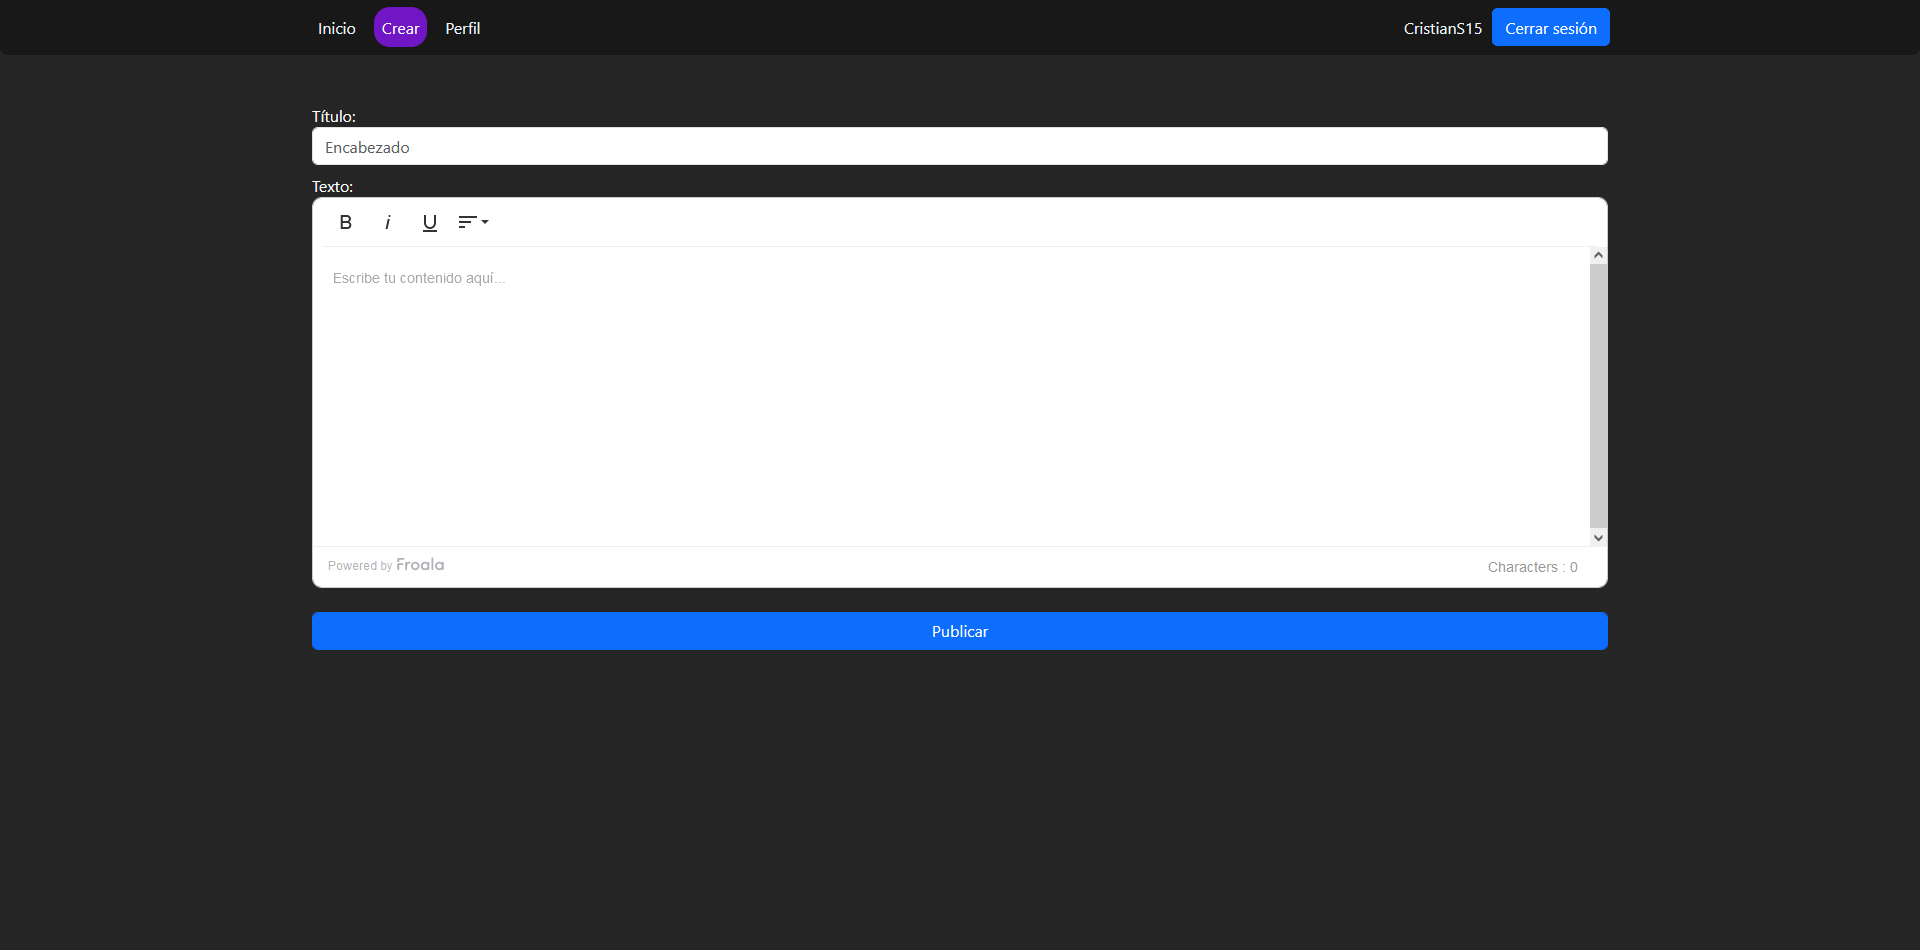 Inicio Crear Perfil CristianS15 Cerrar sesión
Título:
Encabezado
Texto:
B i U
Escribe tu contenido aquí...
Powered by Froala Characters : 0
Publicar